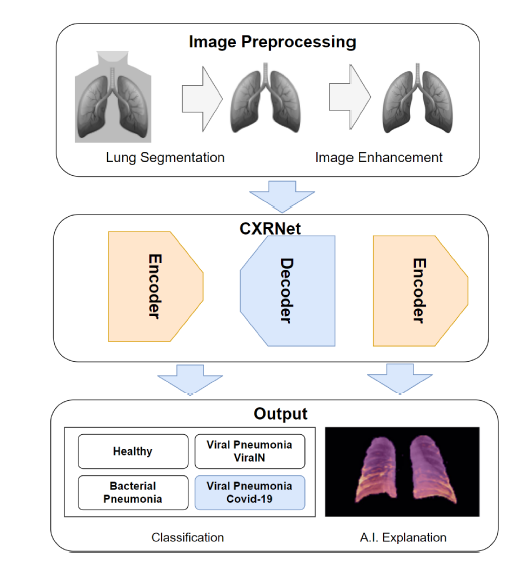 Image Preprocessing
Lung Segmentation
Image Enhancement
CXRNet
Encoder
Decoder
Encoder
Output
Healthy
Viral Pneumonia
ViralN
Bacterial
Pneumonia
Viral Pneumonia
Covid-19
Classification
A.I. Explanation